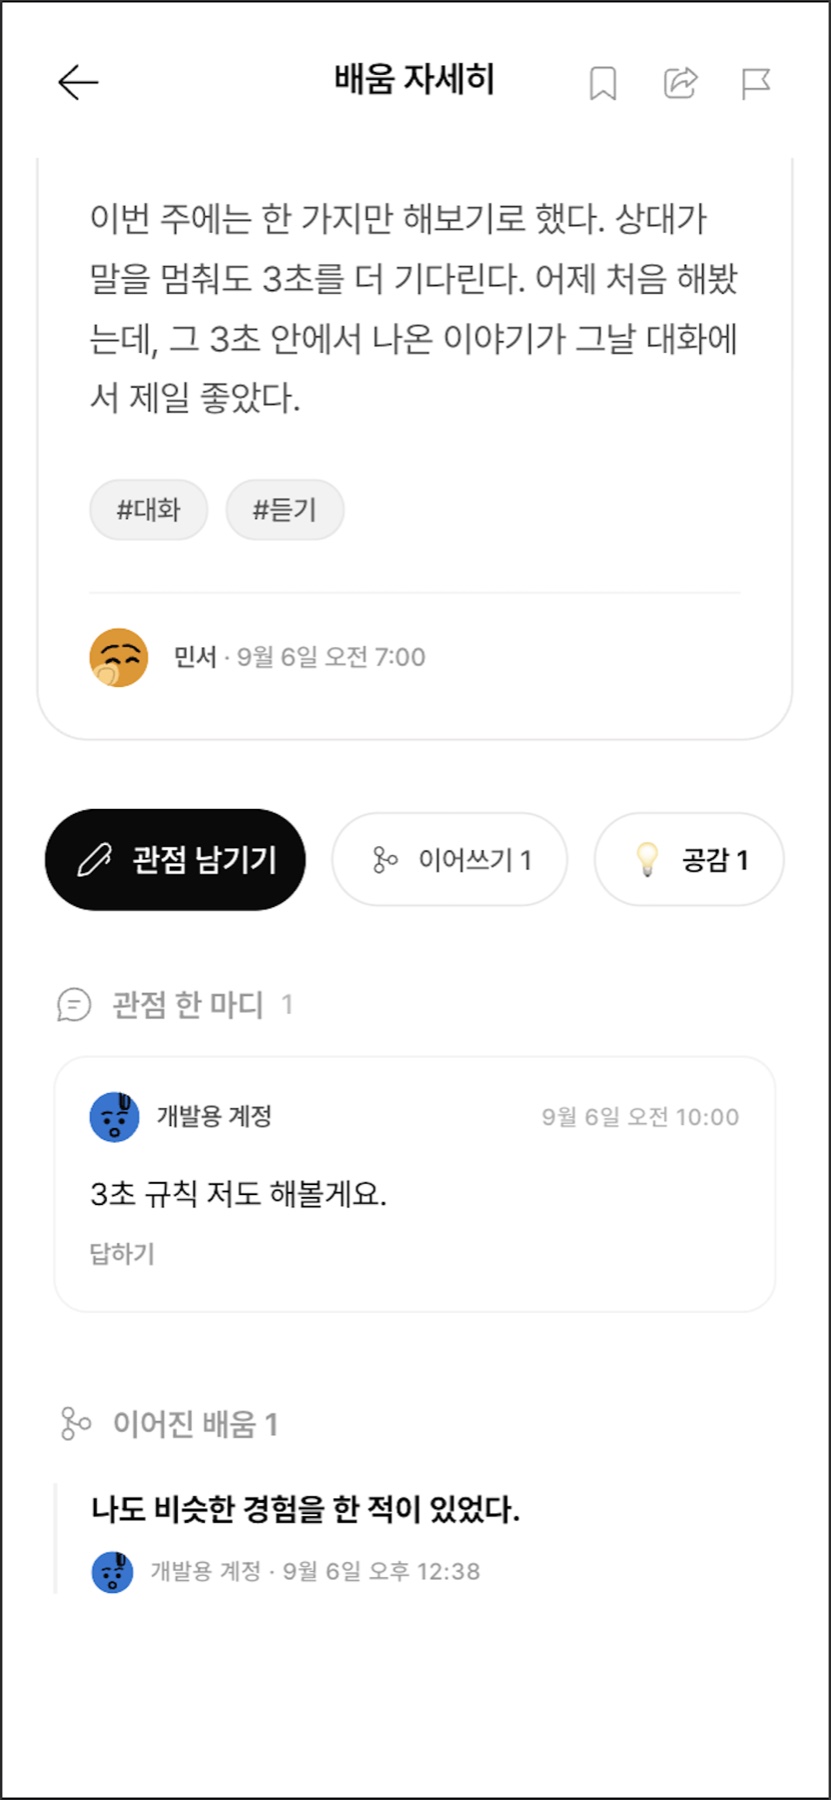 배움 자세히
이번 주에는 한 가지만 해보기로 했다. 상대가
말을 멈춰도 3초를 더 기다린다. 어제 처음 해봤
는데, 그 3초 안에서 나온 이야기가 그날 대화에
서 제일 좋았다.
#대화 #듣기
민서 · 9월 6일 오전 7:00
관점 남기기 이어쓰기 1 공감 1
관점 한 마디 1
개발용 계정 9월 6일 오전 10:00
3초 규칙 저도 해볼게요.
답하기
이어진 배움 1
나도 비슷한 경험을 한 적이 있었다.
개발용 계정 · 9월 6일 오후 12:38